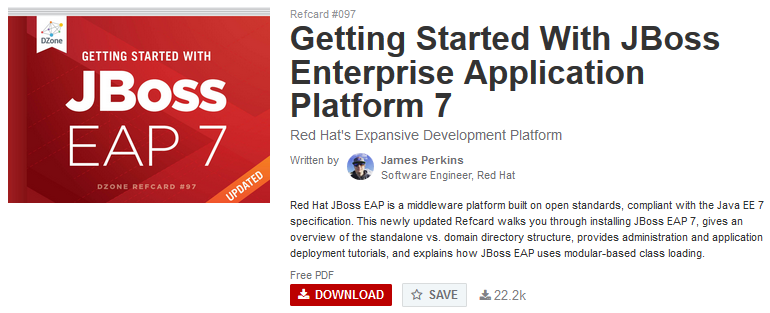 DZone
GETTING STARTED WITH
JBoss
EAP 7
DZONE REFCARD #97
UPDATED
Refcard #097
Getting Started With JBoss
Enterprise Application
Platform 7
Red Hat's Expansive Development Platform
Written by
James Perkins
Software Engineer, Red Hat
Red Hat JBoss EAP is a middleware platform built on open standards, compliant with the Java EE 7
specification. This newly updated Refcard walks you through installing JBoss EAP 7, gives an
overview of the standalone vs. domain directory structure, provides administration and application
deployment tutorials, and explains how JBoss EAP uses modular-based class loading.
Free PDF
DOWNLOAD
SAVE
22.2k